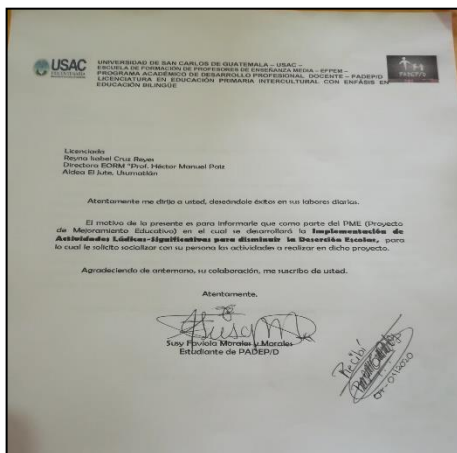 USAC
UNIVERSIDAD DE SAN CARLOS DE GUATEMALA – USAC –
ESCUELA DE FORMACIÓN DE PROFESORES DE ENSEÑANZA MEDIA – EFPEM –
PROGRAMA ACADÉMICO DE DESARROLLO PROFESIONAL DOCENTE – PADEP/D
LICENCIATURA EN EDUCACIÓN PRIMARIA INTERCULTURAL CON ENFÁSIS EN
EDUCACIÓN BILINGÜE
Licenciada
Reyna Isabel Cruz Reyes
Directora EORM "Prof. Héctor Manuel Paiz
Aldea El Jute, Usumatlán
Atentamente me dirijo a usted, deseándole éxitos en sus labores diarias.
El motivo de la presente es para informarle que como parte del PME (Proyecto
de Mejoramiento Educativo) en el cual se desarrollará la Implementación de
Actividades Lúdicas-Significativas para disminuir la Deserción Escolar, para
lo cual le solicito socializar con su persona las actividades a realizar en dicho proyecto.
Agradeciendo de antemano, su colaboración, me suscribo de usted.
Atentamente.
Susy Faviola Morales y Morales
Estudiante de PADEP/D
Recibí